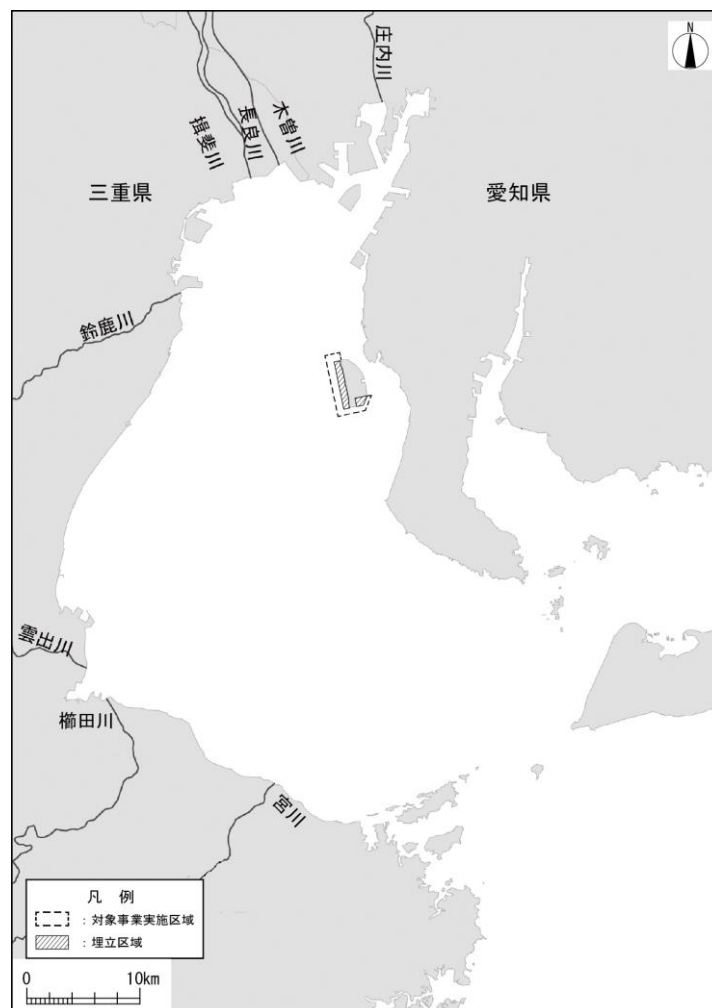 N
庄内川
木曽川
長良川
揖斐川
三重県
愛知県
鈴鹿川
雲出川
櫛田川
宮川
凡 例
：対象事業実施区域
：埋立区域
0 10km